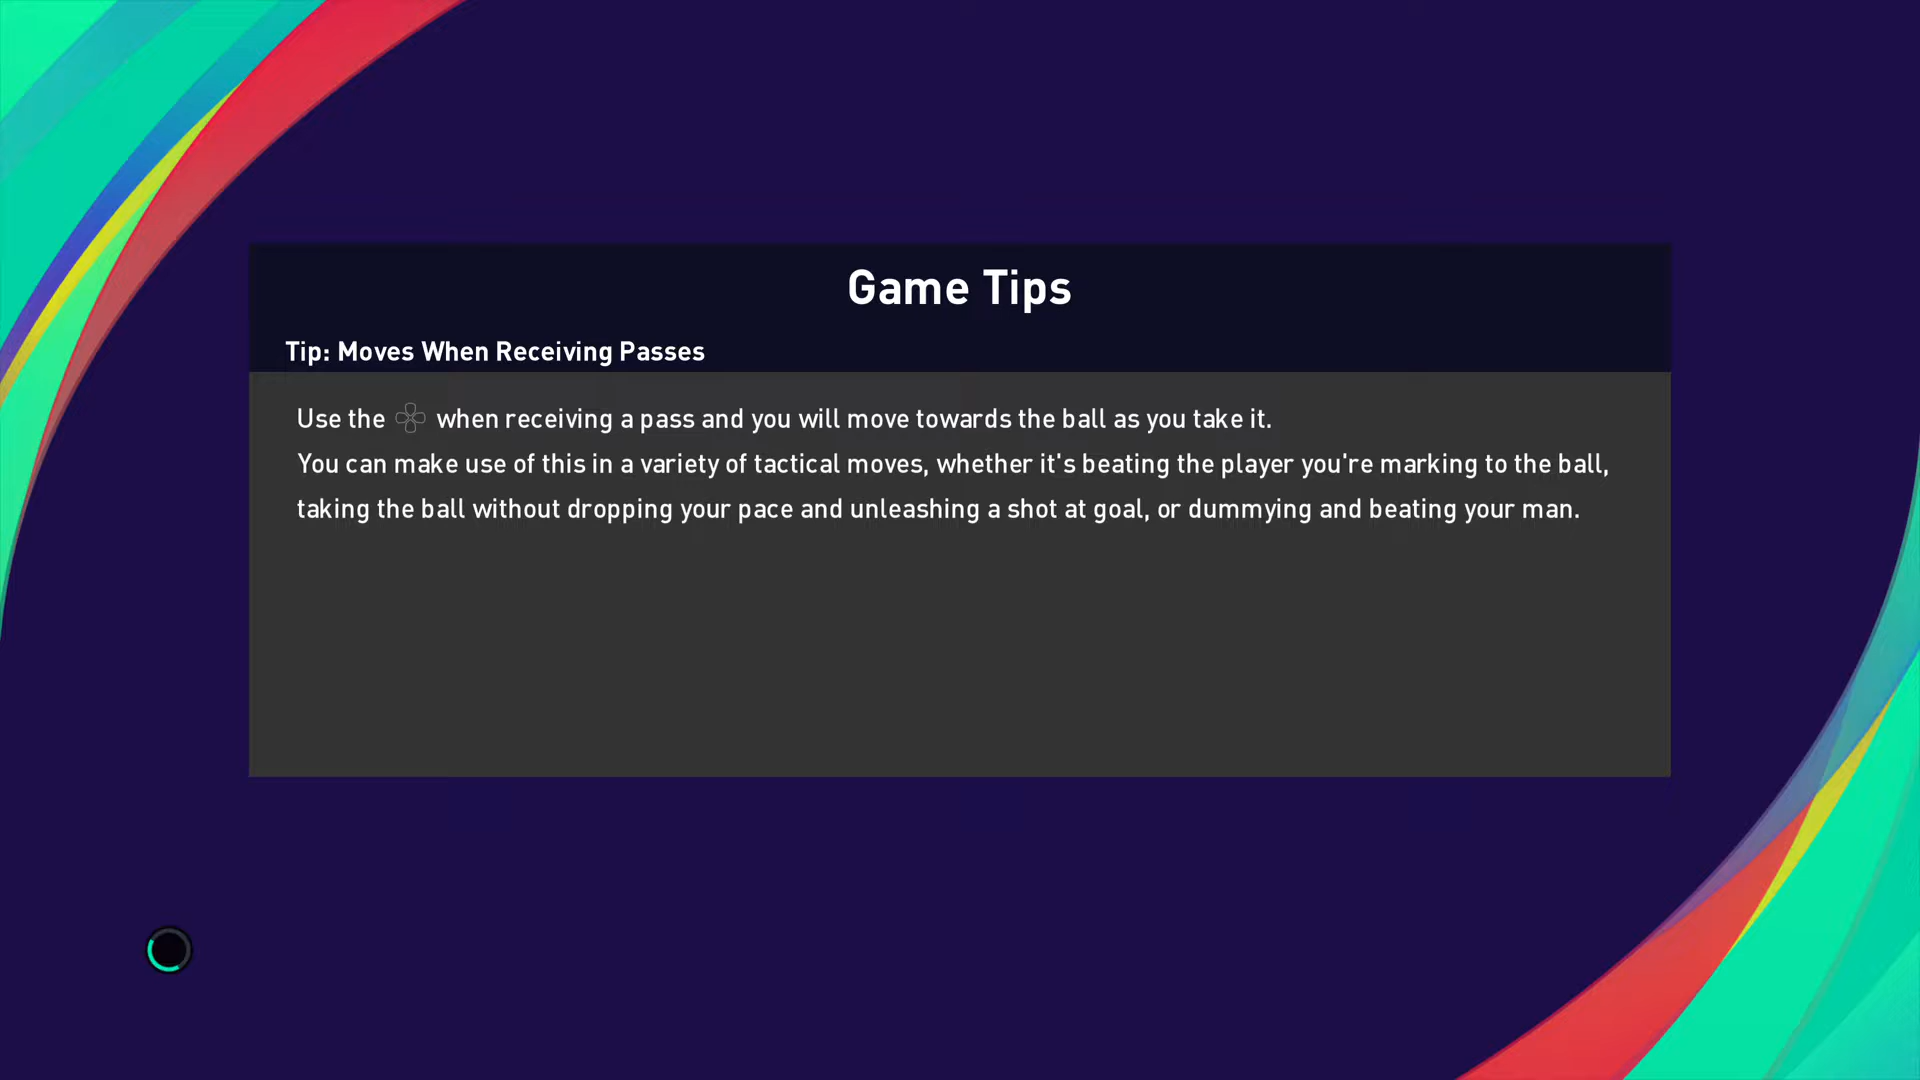 Game Tips
Tip: Moves When Receiving Passes
Use the when receiving a pass and you will move towards the ball as you take it.
You can make use of this in a variety of tactical moves, whether it's beating the player you're marking to the ball,
taking the ball without dropping your pace and unleashing a shot at goal, or dummying and beating your man.